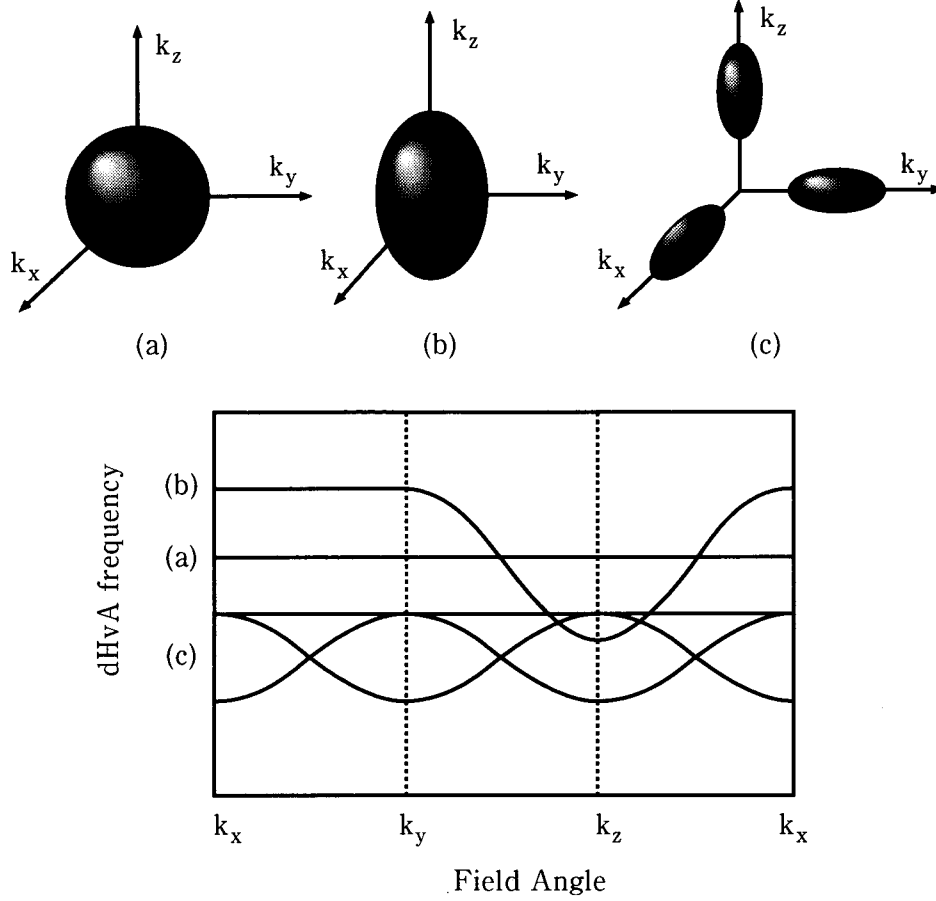 k_z
k_y
k_x
(a)
k_z
k_y
k_x
(b)
k_z
k_y
k_x
(c)
dHvA frequency
(b)
(a)
(c)
k_x k_y k_z k_x
Field Angle